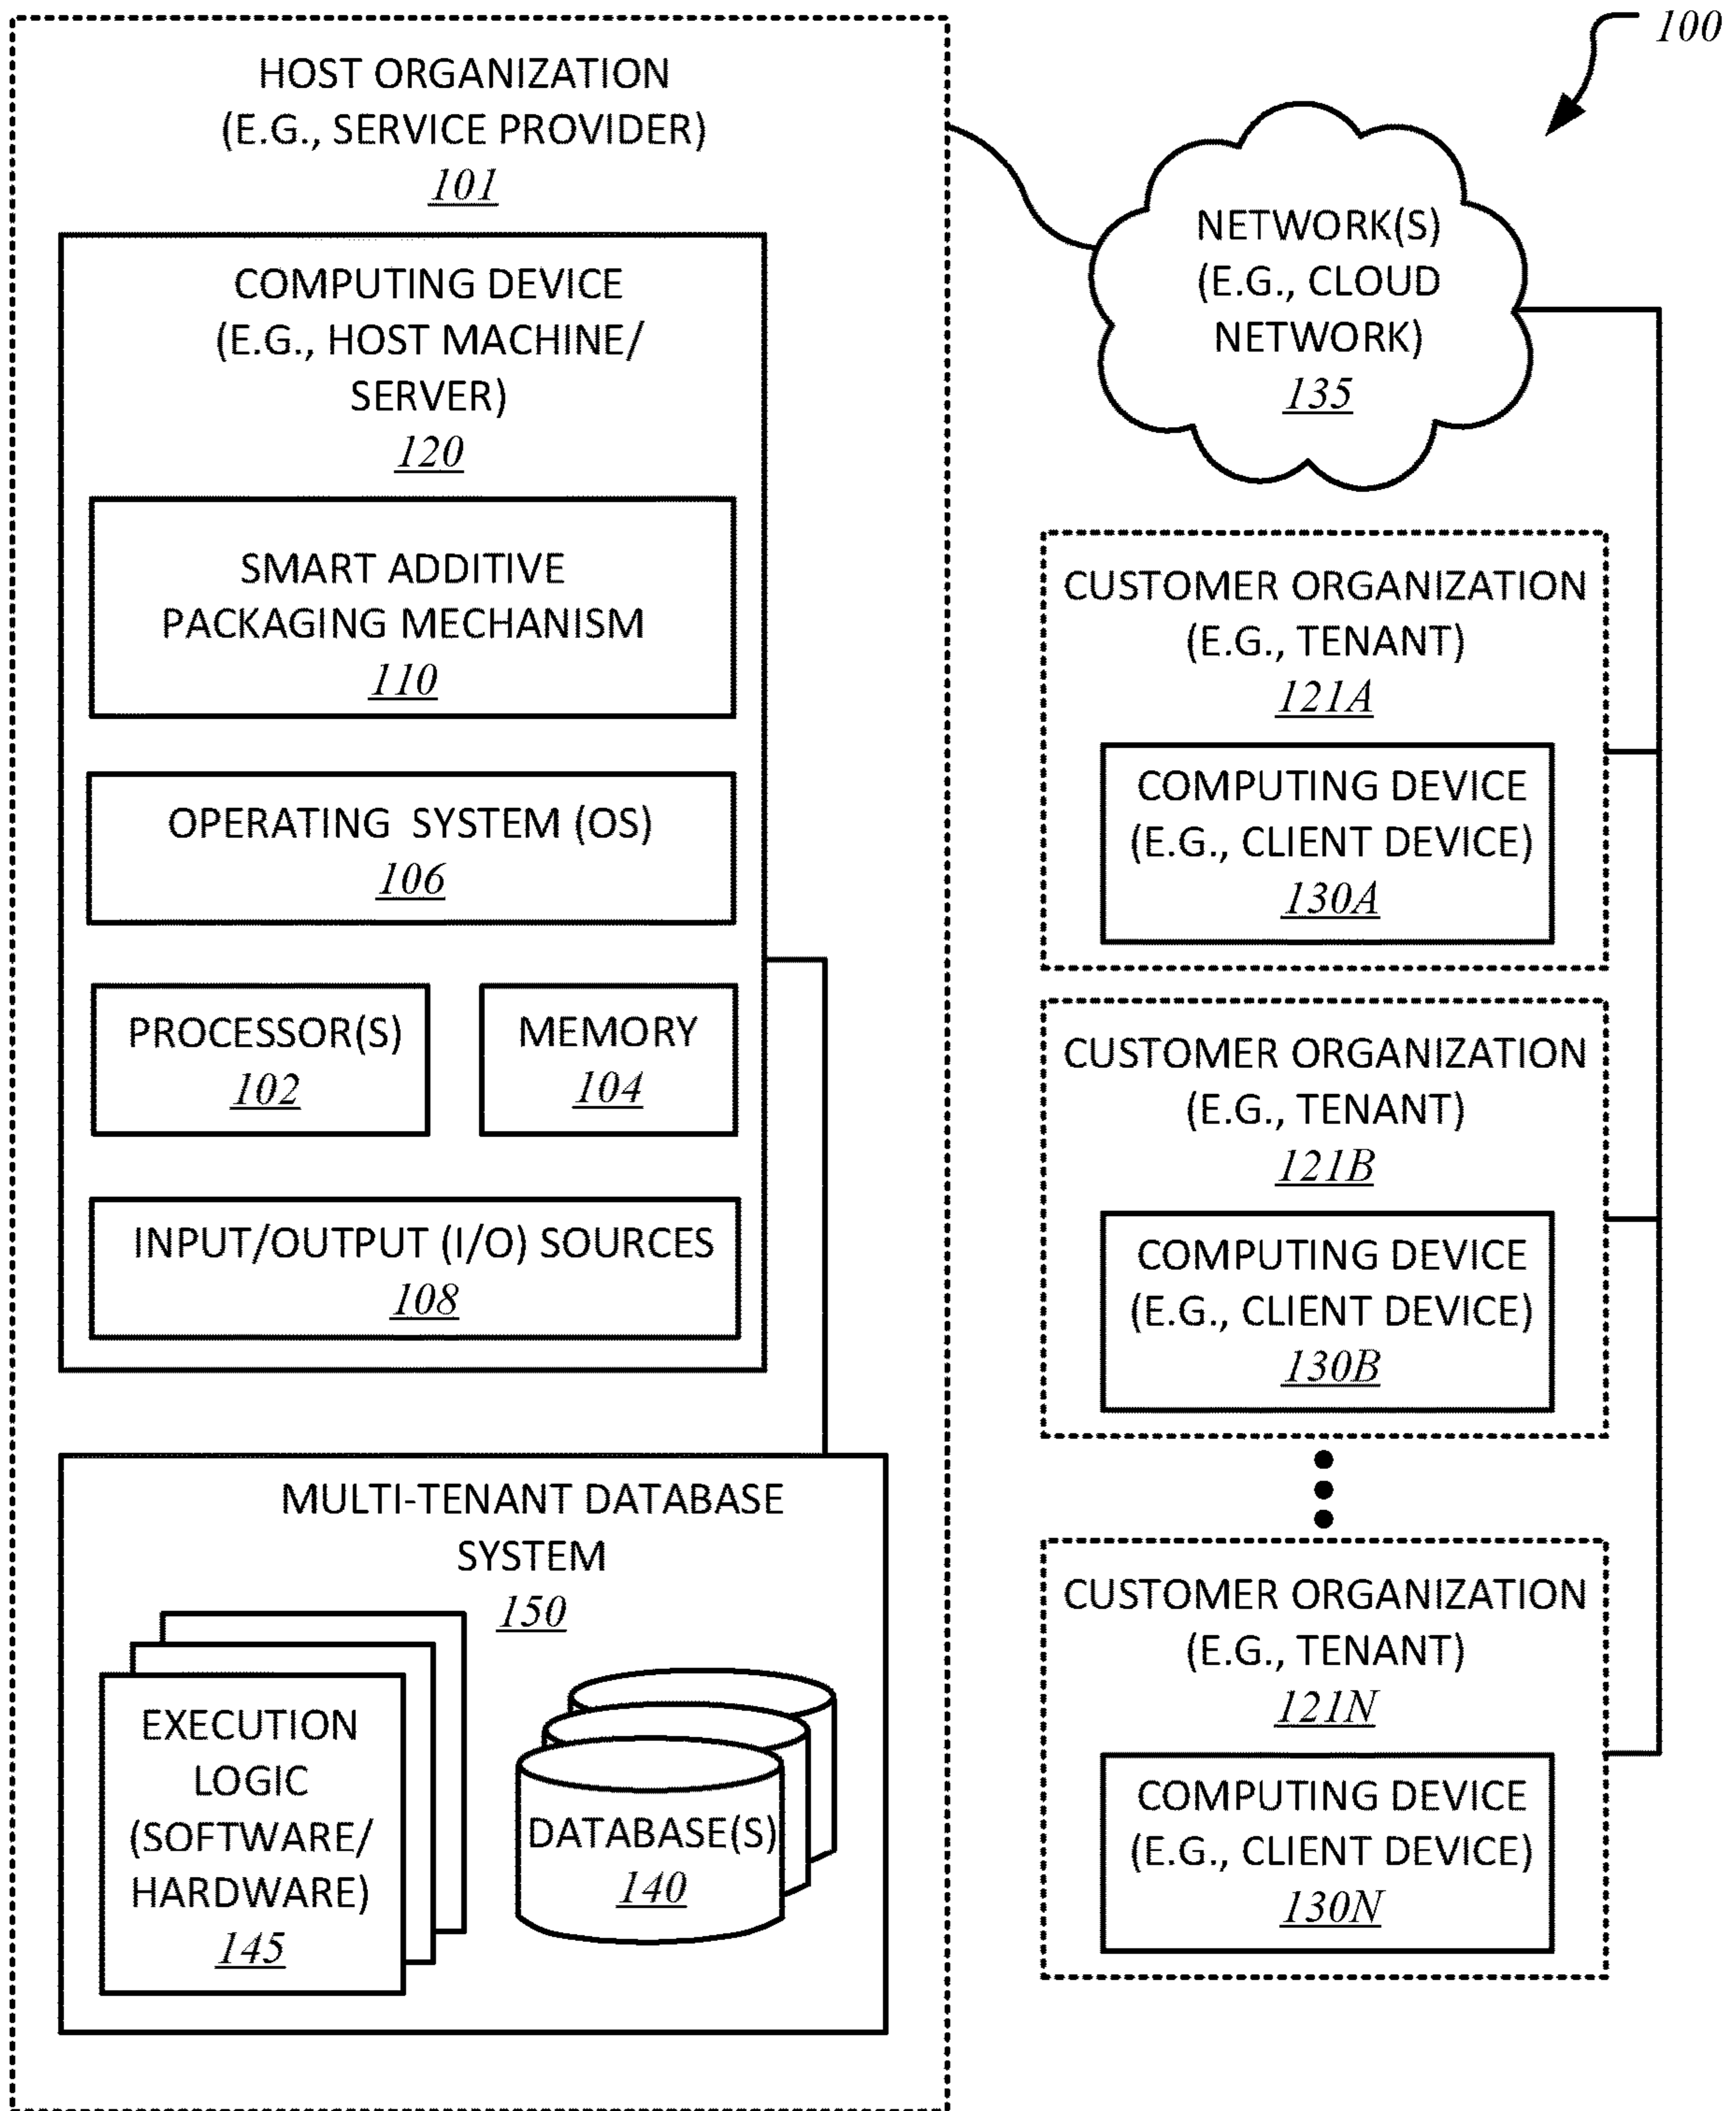 100
HOST ORGANIZATION
(E.G., SERVICE PROVIDER)
101
COMPUTING DEVICE
(E.G., HOST MACHINE/
SERVER)
120
SMART ADDITIVE
PACKAGING MECHANISM
110
OPERATING SYSTEM (OS)
106
PROCESSOR(S)
102
MEMORY
104
INPUT/OUTPUT (I/O) SOURCES
108
MULTI-TENANT DATABASE
SYSTEM
150
EXECUTION
LOGIC
(SOFTWARE/
HARDWARE)
145
DATABASE(S)
140
NETWORK(S)
(E.G., CLOUD
NETWORK)
135
CUSTOMER ORGANIZATION
(E.G., TENANT)
121A
COMPUTING DEVICE
(E.G., CLIENT DEVICE)
130A
CUSTOMER ORGANIZATION
(E.G., TENANT)
121B
COMPUTING DEVICE
(E.G., CLIENT DEVICE)
130B
CUSTOMER ORGANIZATION
(E.G., TENANT)
121N
COMPUTING DEVICE
(E.G., CLIENT DEVICE)
130N